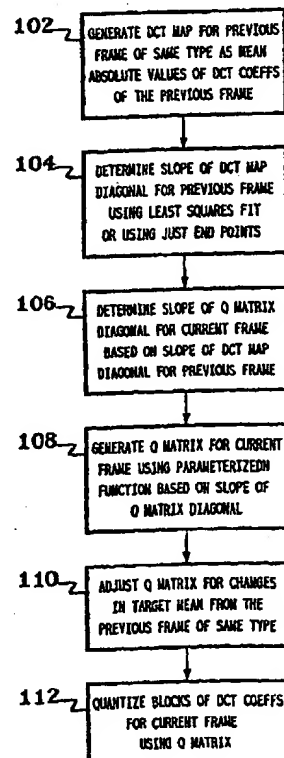 102
GENERATE DCT MAP FOR PREVIOUS
FRAME OF SAME TYPE AS MEAN
ABSOLUTE VALUES OF DCT COEFFS
OF THE PREVIOUS FRAME
104
DETERMINE SLOPE OF DCT MAP
DIAGONAL FOR PREVIOUS FRAME
USING LEAST SQUARES FIT
OR USING JUST END POINTS
106
DETERMINE SLOPE OF Q MATRIX
DIAGONAL FOR CURRENT FRAME
BASED ON SLOPE OF DCT MAP
DIAGONAL FOR PREVIOUS FRAME
108
GENERATE Q MATRIX FOR CURRENT
FRAME USING PARAMETERIZEDN
FUNCTION BASED ON SLOPE OF
Q MATRIX DIAGONAL
110
ADJUST Q MATRIX FOR CHANGES
IN TARGET MEAN FROM THE
PREVIOUS FRAME OF SAME TYPE
112
QUANTIZE BLOCKS OF DCT COEFFS
FOR CURRENT FRAME
USING Q MATRIX